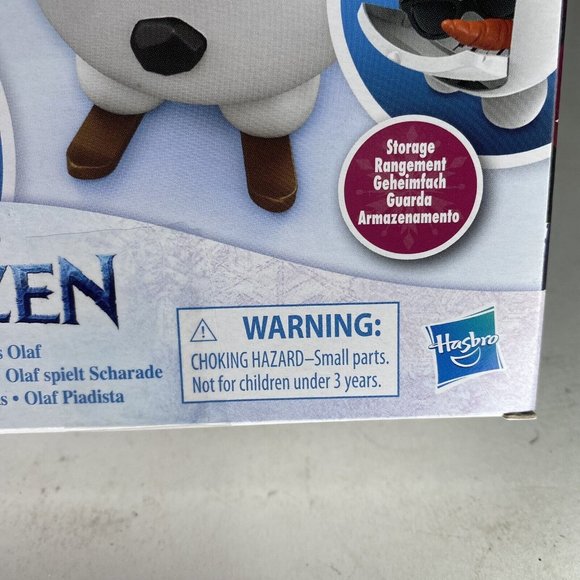 Storage
Rangement
Geheimfach
Guarda
Armazenamento
ZEN
s Olaf
• Olaf spielt Scharade
s • Olaf Piadista
⚠ WARNING:
CHOKING HAZARD–Small parts.
Not for children under 3 years.
Hasbro